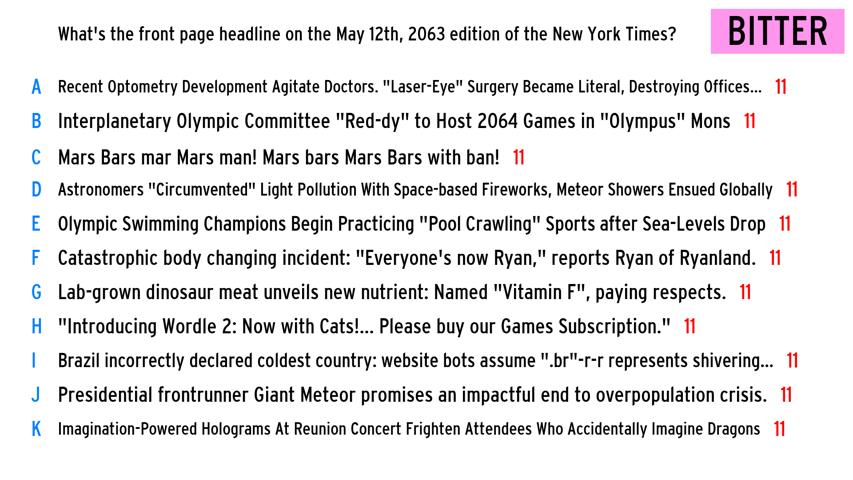 What's the front page headline on the May 12th, 2063 edition of the New York Times?
BITTER
A Recent Optometry Development Agitate Doctors. "Laser-Eye" Surgery Became Literal, Destroying Offices... 11
B Interplanetary Olympic Committee "Red-dy" to Host 2064 Games in "Olympus" Mons 11
C Mars Bars mar Mars man! Mars bars Mars Bars with ban! 11
D Astronomers "Circumvented" Light Pollution With Space-based Fireworks, Meteor Showers Ensued Globally 11
E Olympic Swimming Champions Begin Practicing "Pool Crawling" Sports after Sea-Levels Drop 11
F Catastrophic body changing incident: "Everyone's now Ryan," reports Ryan of Ryanland. 11
G Lab-grown dinosaur meat unveils new nutrient: Named "Vitamin F", paying respects. 11
H "Introducing Wordle 2: Now with Cats!... Please buy our Games Subscription." 11
I Brazil incorrectly declared coldest country: website bots assume ".br"-r-r represents shivering... 11
J Presidential frontrunner Giant Meteor promises an impactful end to overpopulation crisis. 11
K Imagination-Powered Holograms At Reunion Concert Frighten Attendees Who Accidentally Imagine Dragons 11